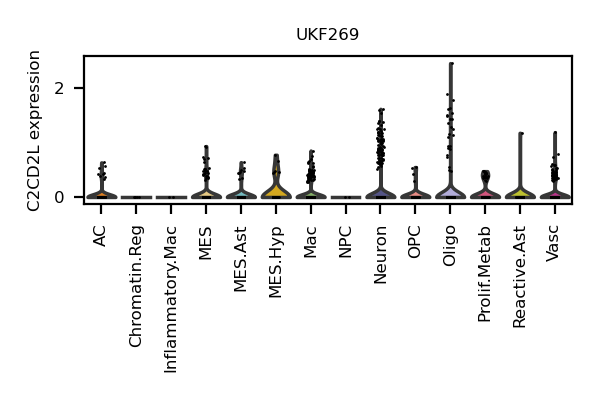 UKF269
C2CD2L expression
2
0
AC
Chromatin.Reg
Inflammatory.Mac
MES
MES.Ast
MES.Hyp
Mac
NPC
Neuron
OPC
Oligo
Prolif.Metab
Reactive.Ast
Vasc